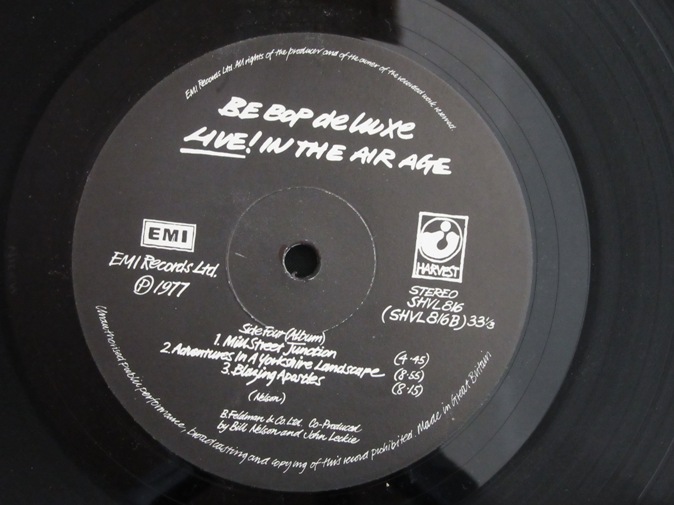 EMI Records Ltd. All rights of the producer and of the owner of the recorded work reserved.
BE BOP deluxe
LIVE! IN THE AIR AGE
EMI
EMI Records Ltd.
Ⓟ 1977
HARVEST
STEREO
SHVL 816
(SHVL 816B) 33⅓
Side Four (Album)
1. Mill Street Junction (4·45)
2. Adventures In A Yorkshire Landscape (8·55)
3. Blazing Apostles (8·15)
(Nelson)
B. Feldman & Co. Ltd. Co-Produced
by Bill Nelson and John Leckie
Unauthorised public performance, broadcasting and copying of this record prohibited. Made in Great Britain